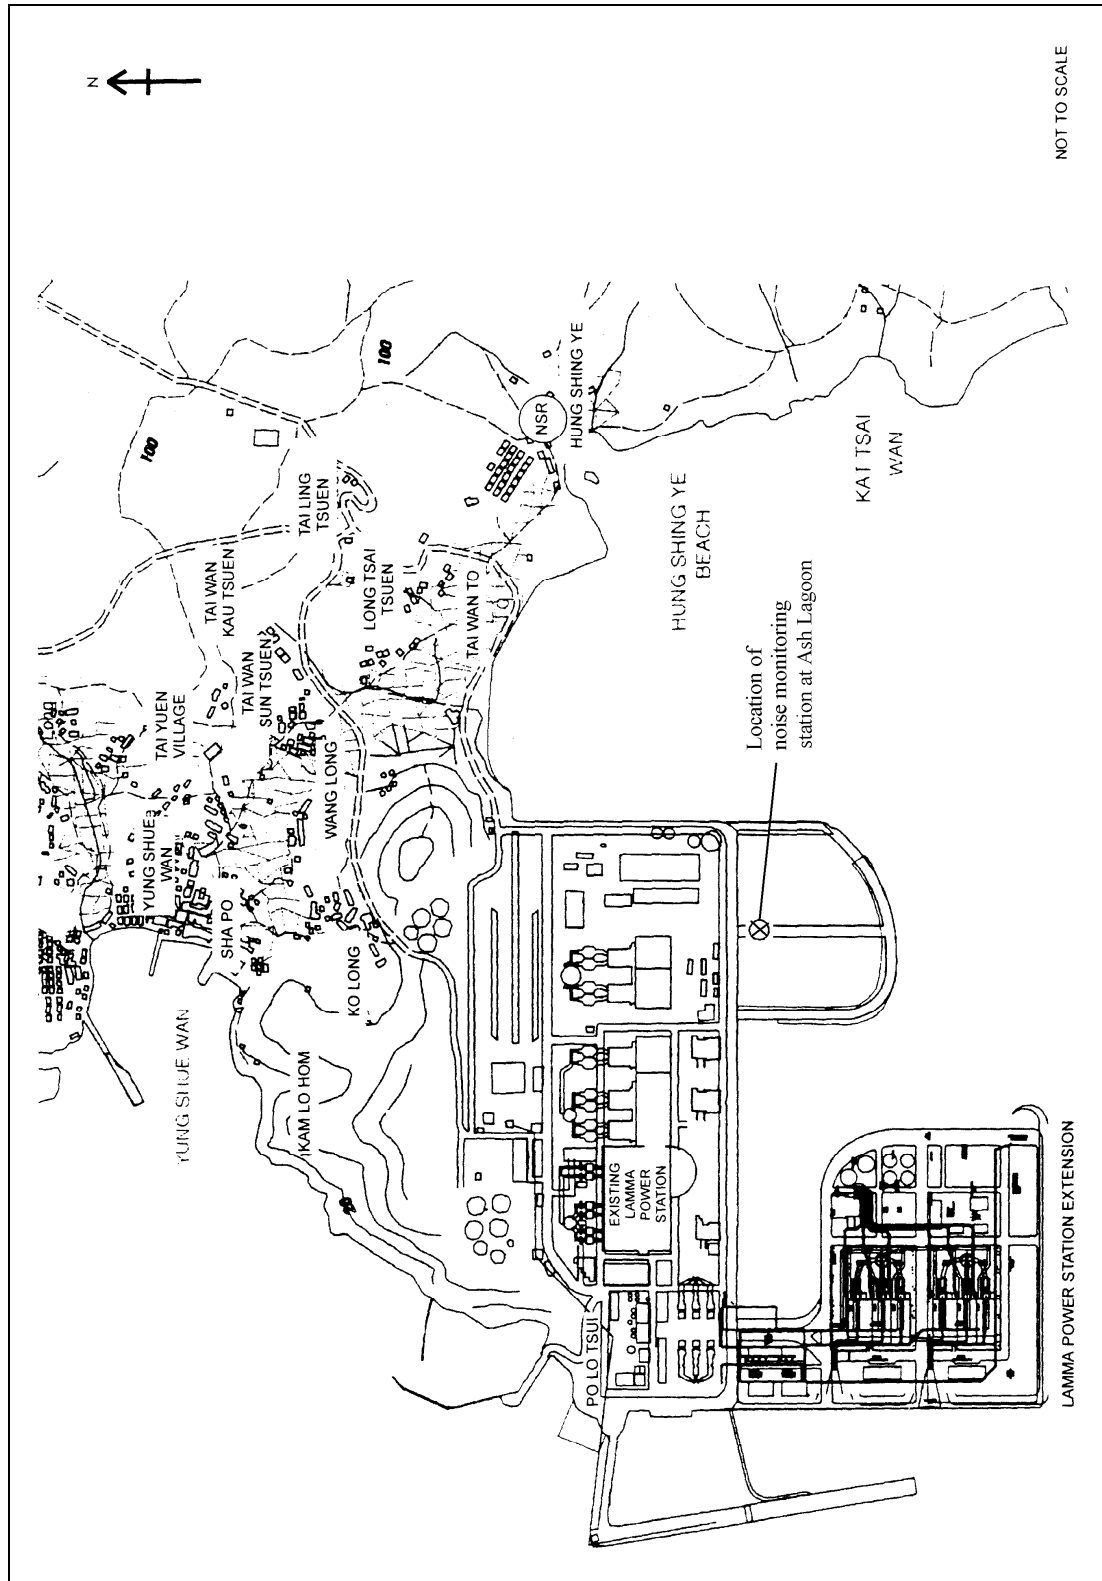 N
NOT TO SCALE
100
100
TAI LING
TSUEN
NSR
HUNG SHING YE
KAT TSAI
WAN
HUNG SHING YE
BEACH
TAI WAN
KAU TSUEN
TAI WAN
SUN TSUEN
LONG TSAI
TSUEN
TAI WAN TO
TAI YUEN
VILLAGE
YUNG SHUE
WAN
WANG LONG
SHA PO
KO LONG
YUNG SHUE WAN
KAM LO HOM
Location of
noise monitoring
station at Ash Lagoon
EXISTING
LAMMA
POWER
STATION
PO LO TSUI
LAMMA POWER STATION EXTENSION